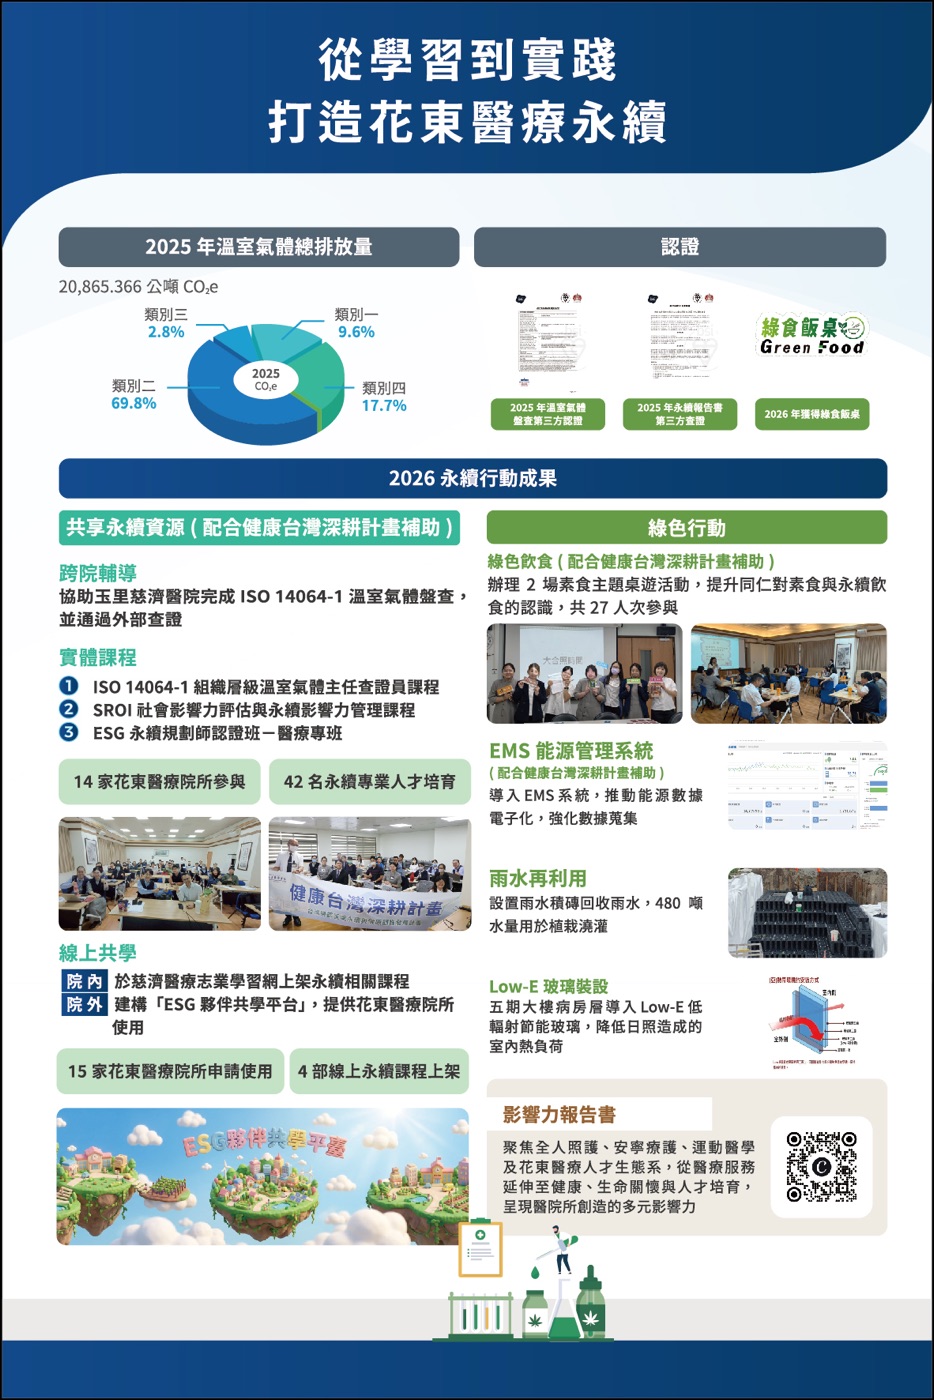 從學習到實踐
打造花東醫療永續
2025 年溫室氣體總排放量
20,865.366 公噸 CO₂e
類別三
2.8%
類別一
9.6%
類別二
69.8%
類別四
17.7%
2025
CO₂e
認證
綠食飯桌
Green Food
2025 年溫室氣體
盤查第三方認證
2025 年永續報告書
第三方查證
2026 年獲得綠食飯桌
2026 永續行動成果
共享永續資源 ( 配合健康台灣深耕計畫補助 )
跨院輔導
協助玉里慈濟醫院完成 ISO 14064-1 溫室氣體盤查，
並通過外部查證
實體課程
1 ISO 14064-1 組織層級溫室氣體主任查證員課程
2 SROI 社會影響力評估與永續影響力管理課程
3 ESG 永續規劃師認證班－醫療專班
14 家花東醫療院所參與
42 名永續專業人才培育
健康台灣深耕計畫
線上共學
院內 於慈濟醫療志業學習網上架永續相關課程
院外 建構「ESG 夥伴共學平台」，提供花東醫療院所
使用
15 家花東醫療院所申請使用
4 部線上永續課程上架
ESG夥伴共學平臺
綠色行動
綠色飲食 ( 配合健康台灣深耕計畫補助 )
辦理 2 場素食主題桌遊活動，提升同仁對素食與永續飲
食的認識，共 27 人次參與
大合照時間
EMS 能源管理系統
( 配合健康台灣深耕計畫補助 )
導入 EMS 系統，推動能源數據
電子化，強化數據蒐集
雨水再利用
設置雨水積磚回收雨水，480 噸
水量用於植栽澆灌
Low-E 玻璃裝設
五期大樓病房層導入 Low-E 低
輻射節能玻璃，降低日照造成的
室內熱負荷
室內側
室外側
影響力報告書
聚焦全人照護、安寧療護、運動醫學
及花東醫療人才生態系，從醫療服務
延伸至健康、生命關懷與人才培育，
呈現醫院所創造的多元影響力